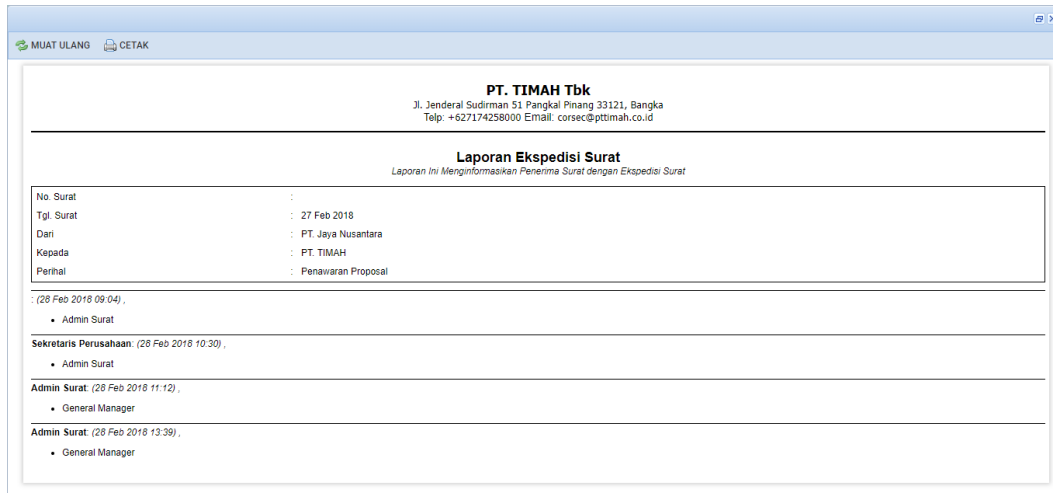 MUAT ULANG CETAK
PT. TIMAH Tbk
Jl. Jenderal Sudirman 51 Pangkal Pinang 33121, Bangka
Telp: +627174258000 Email: corsec@pttimah.co.id
Laporan Ekspedisi Surat
Laporan Ini Menginformasikan Penerima Surat dengan Ekspedisi Surat
No. Surat :
Tgl. Surat : 27 Feb 2018
Dari : PT. Jaya Nusantara
Kepada : PT. TIMAH
Perihal : Penawaran Proposal
: (28 Feb 2018 09:04) ,
• Admin Surat
Sekretaris Perusahaan: (28 Feb 2018 10:30) ,
• Admin Surat
Admin Surat: (28 Feb 2018 11:12) ,
• General Manager
Admin Surat: (28 Feb 2018 13:39) ,
• General Manager